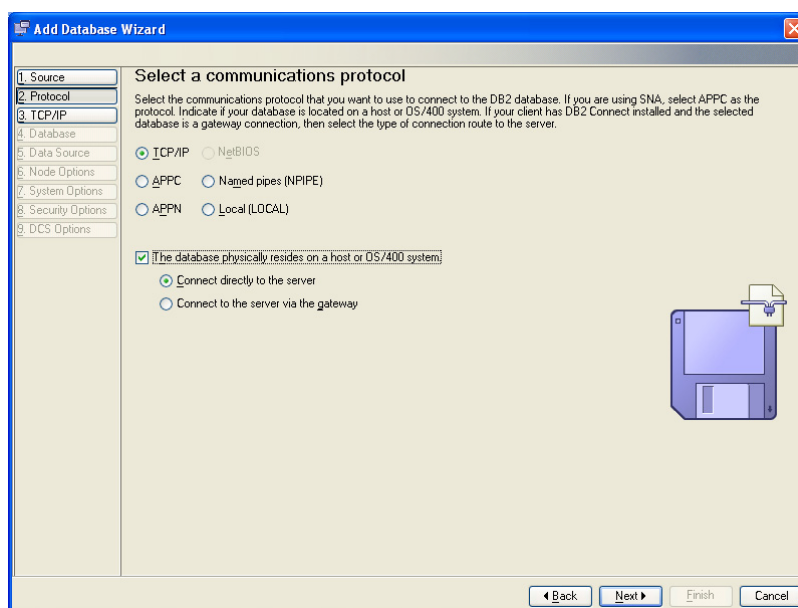 Add Database Wizard
1. Source
2. Protocol
3. TCP/IP
4. Database
5. Data Source
6. Node Options
7. System Options
8. Security Options
9. DCS Options
Select a communications protocol
Select the communications protocol that you want to use to connect to the DB2 database. If you are using SNA, select APPC as the
protocol. Indicate if your database is located on a host or OS/400 system. If your client has DB2 Connect installed and the selected
database is a gateway connection, then select the type of connection route to the server.
TCP/IP NetBIOS
APPC Named pipes (NPIPE)
APPN Local (LOCAL)
The database physically resides on a host or OS/400 system.
Connect directly to the server
Connect to the server via the gateway
Back Next Finish Cancel